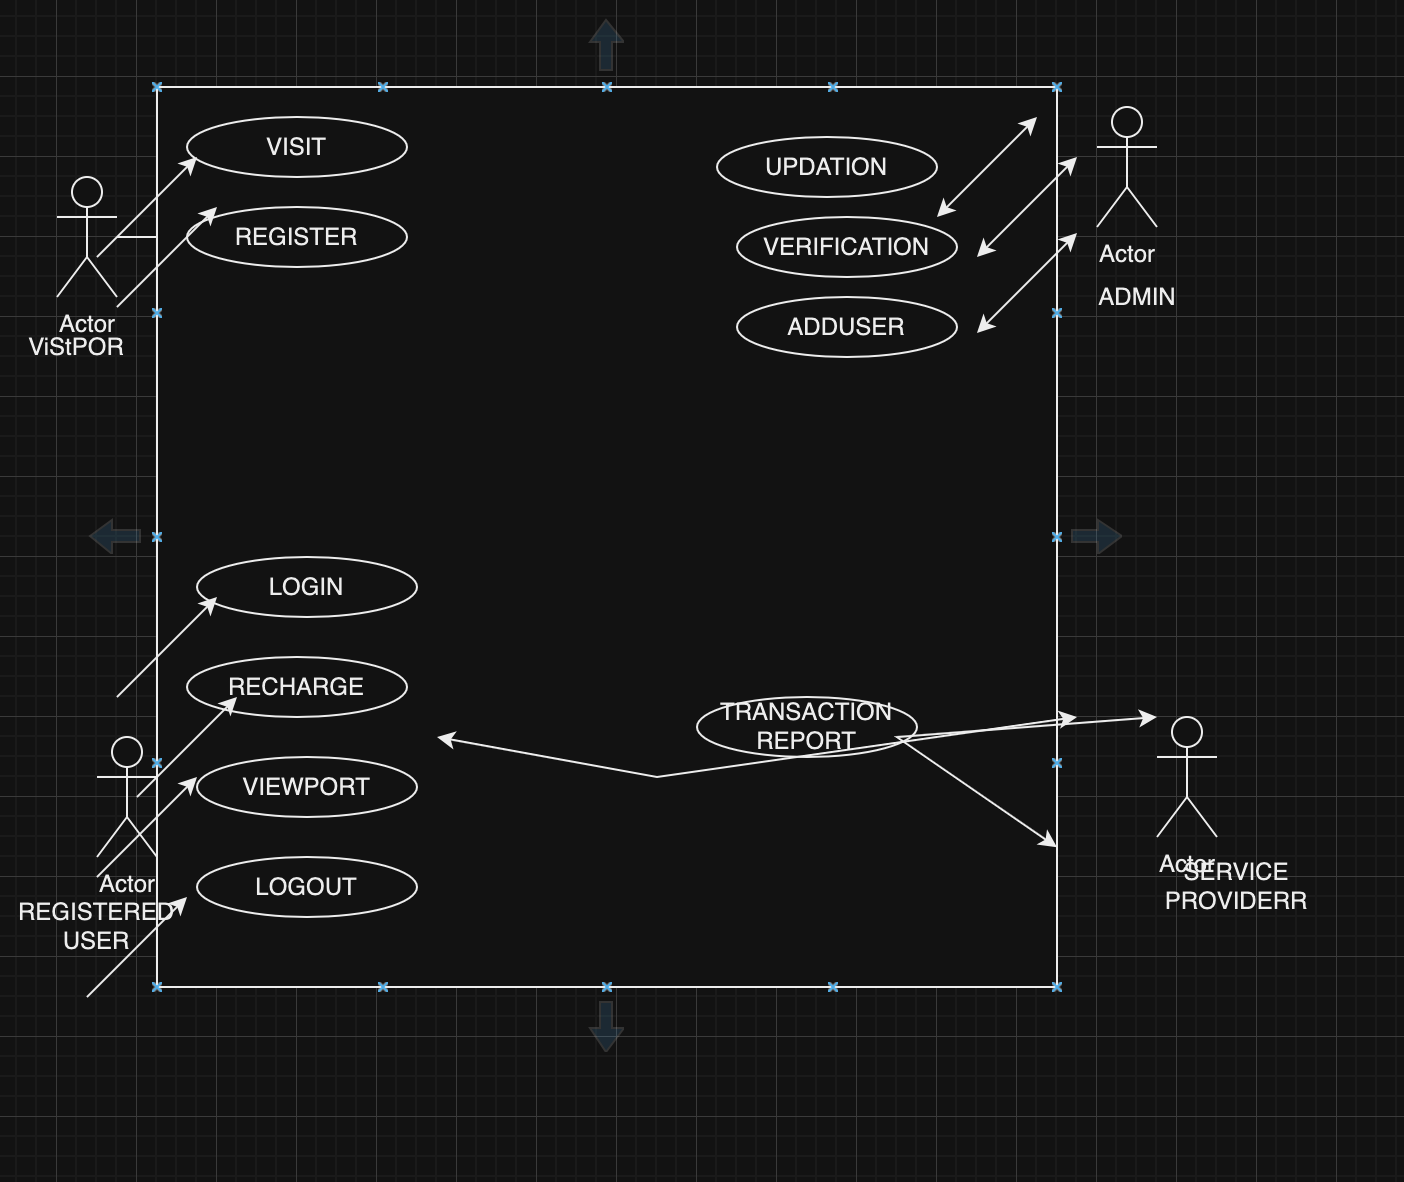 VISIT
REGISTER
Actor
ViStPOR
UPDATION
VERIFICATION
ADDUSER
Actor
ADMIN
LOGIN
RECHARGE
VIEWPORT
LOGOUT
Actor
REGISTERED
USER
TRANSACTION
REPORT
Actor
SERVICE
PROVIDERR